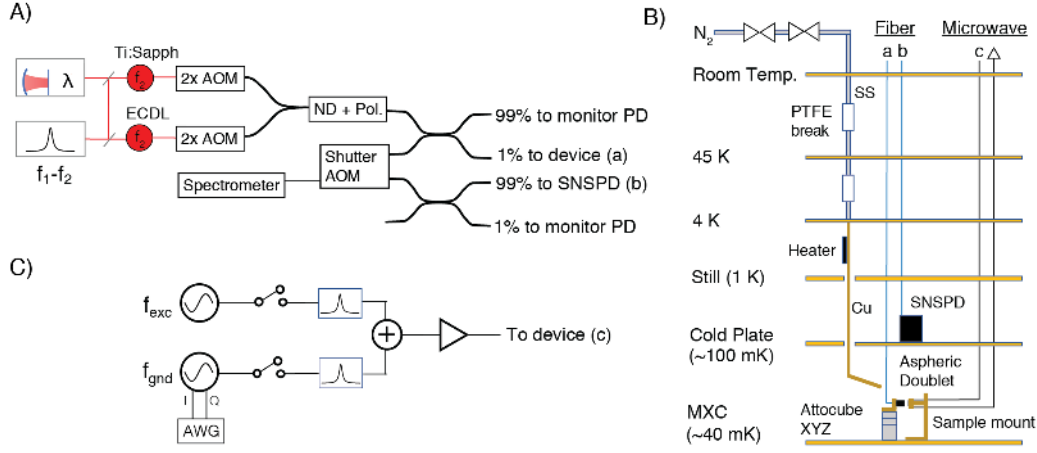 A)
Ti:Sapph
λ
f2
2x AOM
ECDL
f2
2x AOM
f1-f2
ND + Pol.
Shutter
AOM
Spectrometer
99% to monitor PD
1% to device (a)
99% to SNSPD (b)
1% to monitor PD
B)
N2
Fiber
Microwave
a b
c
Room Temp.
SS
PTFE
break
45 K
4 K
Heater
Still (1 K)
Cu
SNSPD
Cold Plate
(~100 mK)
Aspheric
Doublet
MXC
(~40 mK)
Attocube
XYZ
Sample mount
C)
fexc
fgnd
+
To device (c)
I Q
AWG